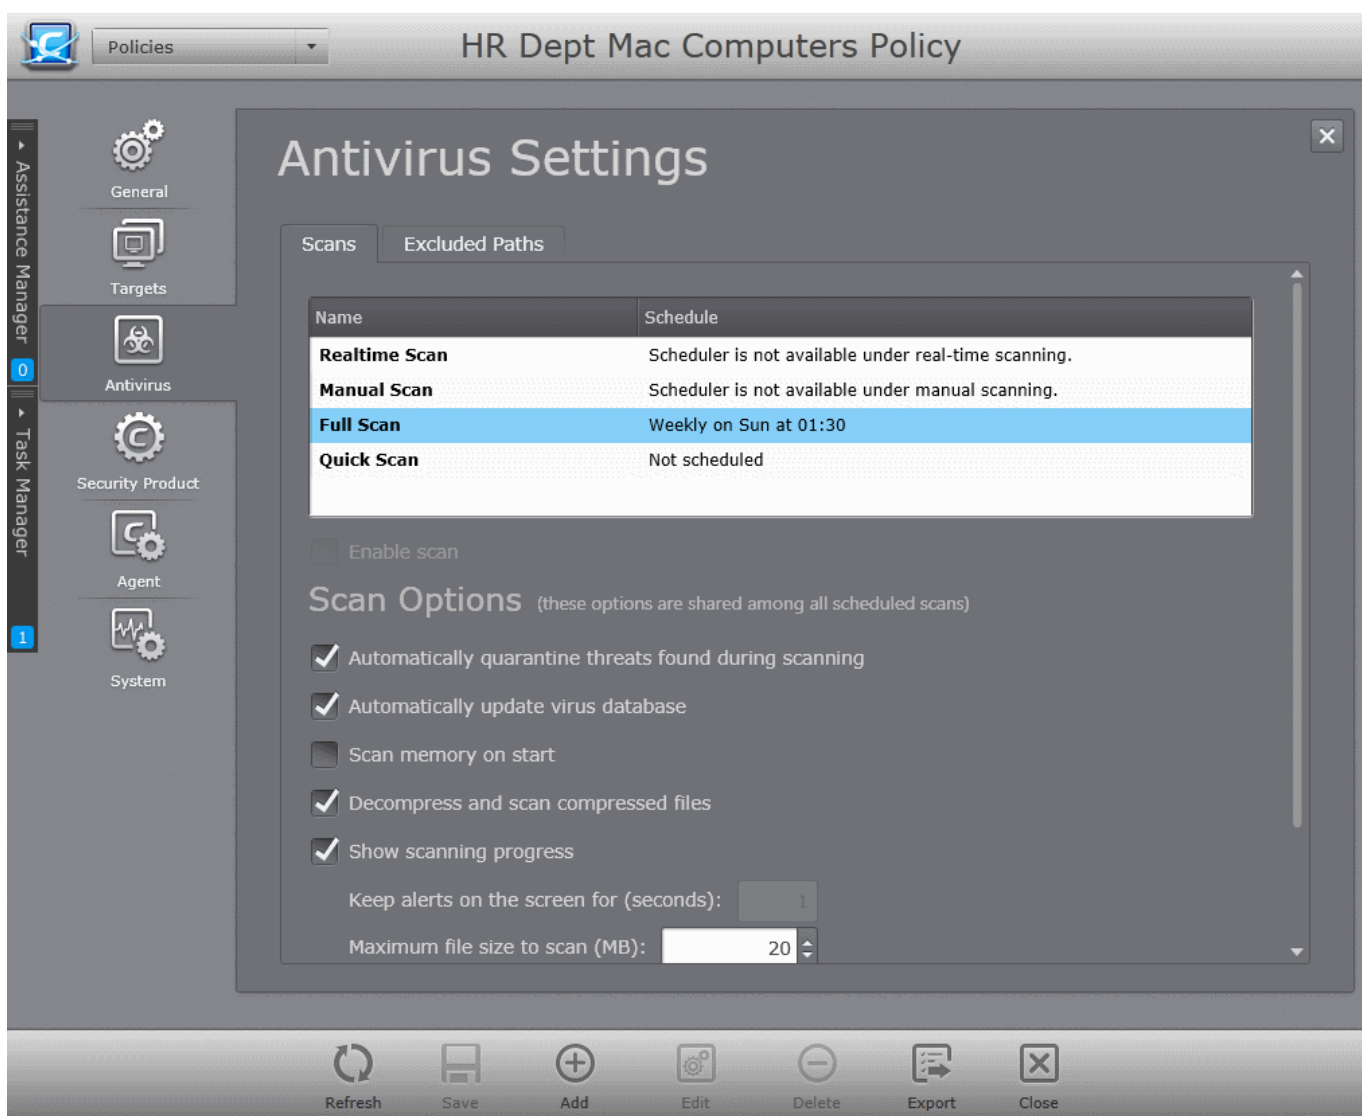 Policies
HR Dept Mac Computers Policy
Assistance Manager
0
Task Manager
1
General
Targets
Antivirus
Security Product
Agent
System
Antivirus Settings
Scans Excluded Paths
Name Schedule
Realtime Scan Scheduler is not available under real-time scanning.
Manual Scan Scheduler is not available under manual scanning.
Full Scan Weekly on Sun at 01:30
Quick Scan Not scheduled
Enable scan
Scan Options (these options are shared among all scheduled scans)
Automatically quarantine threats found during scanning
Automatically update virus database
Scan memory on start
Decompress and scan compressed files
Show scanning progress
Keep alerts on the screen for (seconds): 1
Maximum file size to scan (MB): 20
Refresh Save Add Edit Delete Export Close